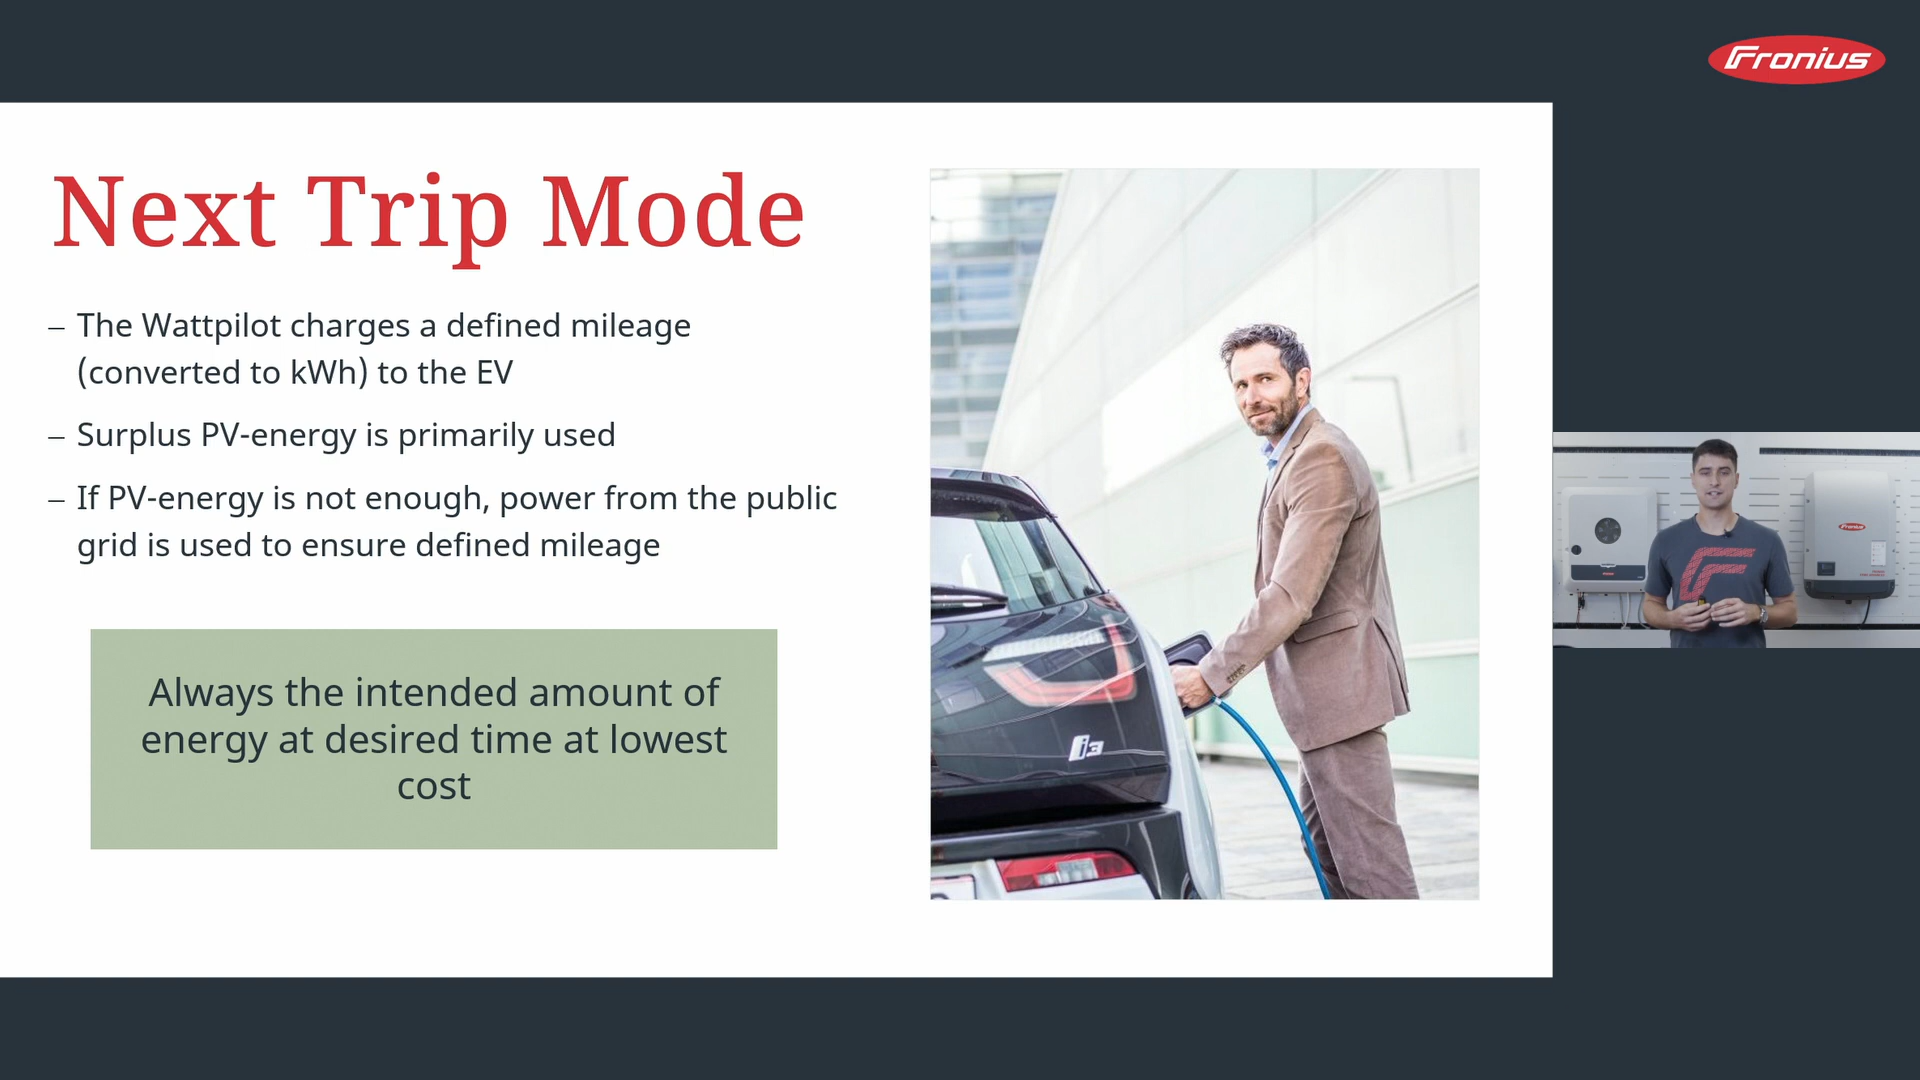 Fronius
Next Trip Mode
– The Wattpilot charges a defined mileage
(converted to kWh) to the EV
– Surplus PV-energy is primarily used
– If PV-energy is not enough, power from the public
grid is used to ensure defined mileage
Always the intended amount of
energy at desired time at lowest
cost
i3
Fronius